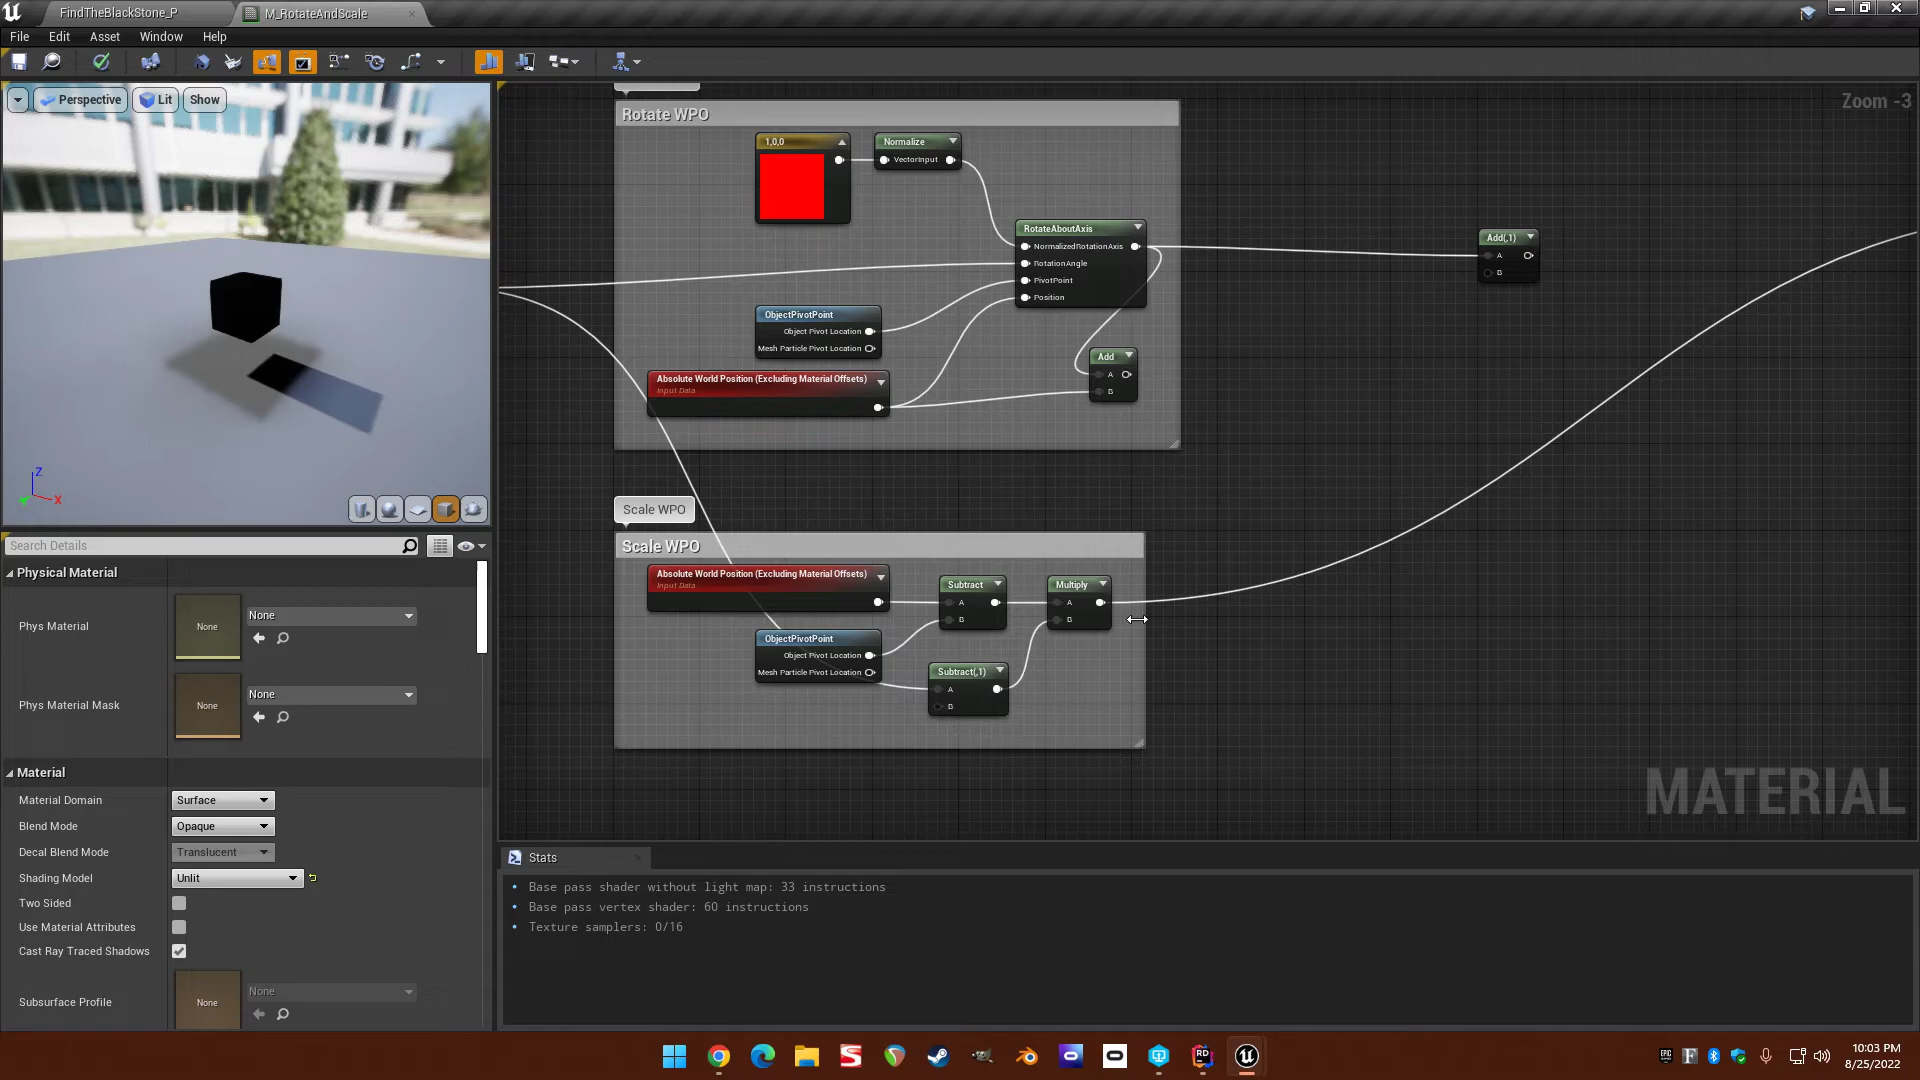 FindTheBlackStone_P
M_RotateAndScale
File Edit Asset Window Help
Perspective Lit Show
Zoom -3
Rotate WPO
1,0,0
Normalize
VectorInput
RotateAboutAxis
NormalizedRotationAxis
RotationAngle
PivotPoint
Position
Add(,1)
A
B
ObjectPivotPoint
Object Pivot Location
Mesh Particle Pivot Location
Add
A
B
Absolute World Position (Excluding Material Offsets)
Input Data
Scale WPO
Scale WPO
Absolute World Position (Excluding Material Offsets)
Input Data
Subtract
A
B
Multiply
A
B
ObjectPivotPoint
Object Pivot Location
Mesh Particle Pivot Location
Subtract(,1)
A
B
MATERIAL
Z
X
Search Details
Physical Material
Phys Material
None
None
Phys Material Mask
None
None
Material
Material Domain Surface
Blend Mode Opaque
Decal Blend Mode Translucent
Shading Model Unlit
Two Sided
Use Material Attributes
Cast Ray Traced Shadows
Subsurface Profile
None
None
Stats
Base pass shader without light map: 33 instructions
Base pass vertex shader: 60 instructions
Texture samplers: 0/16
10:03 PM
8/25/2022